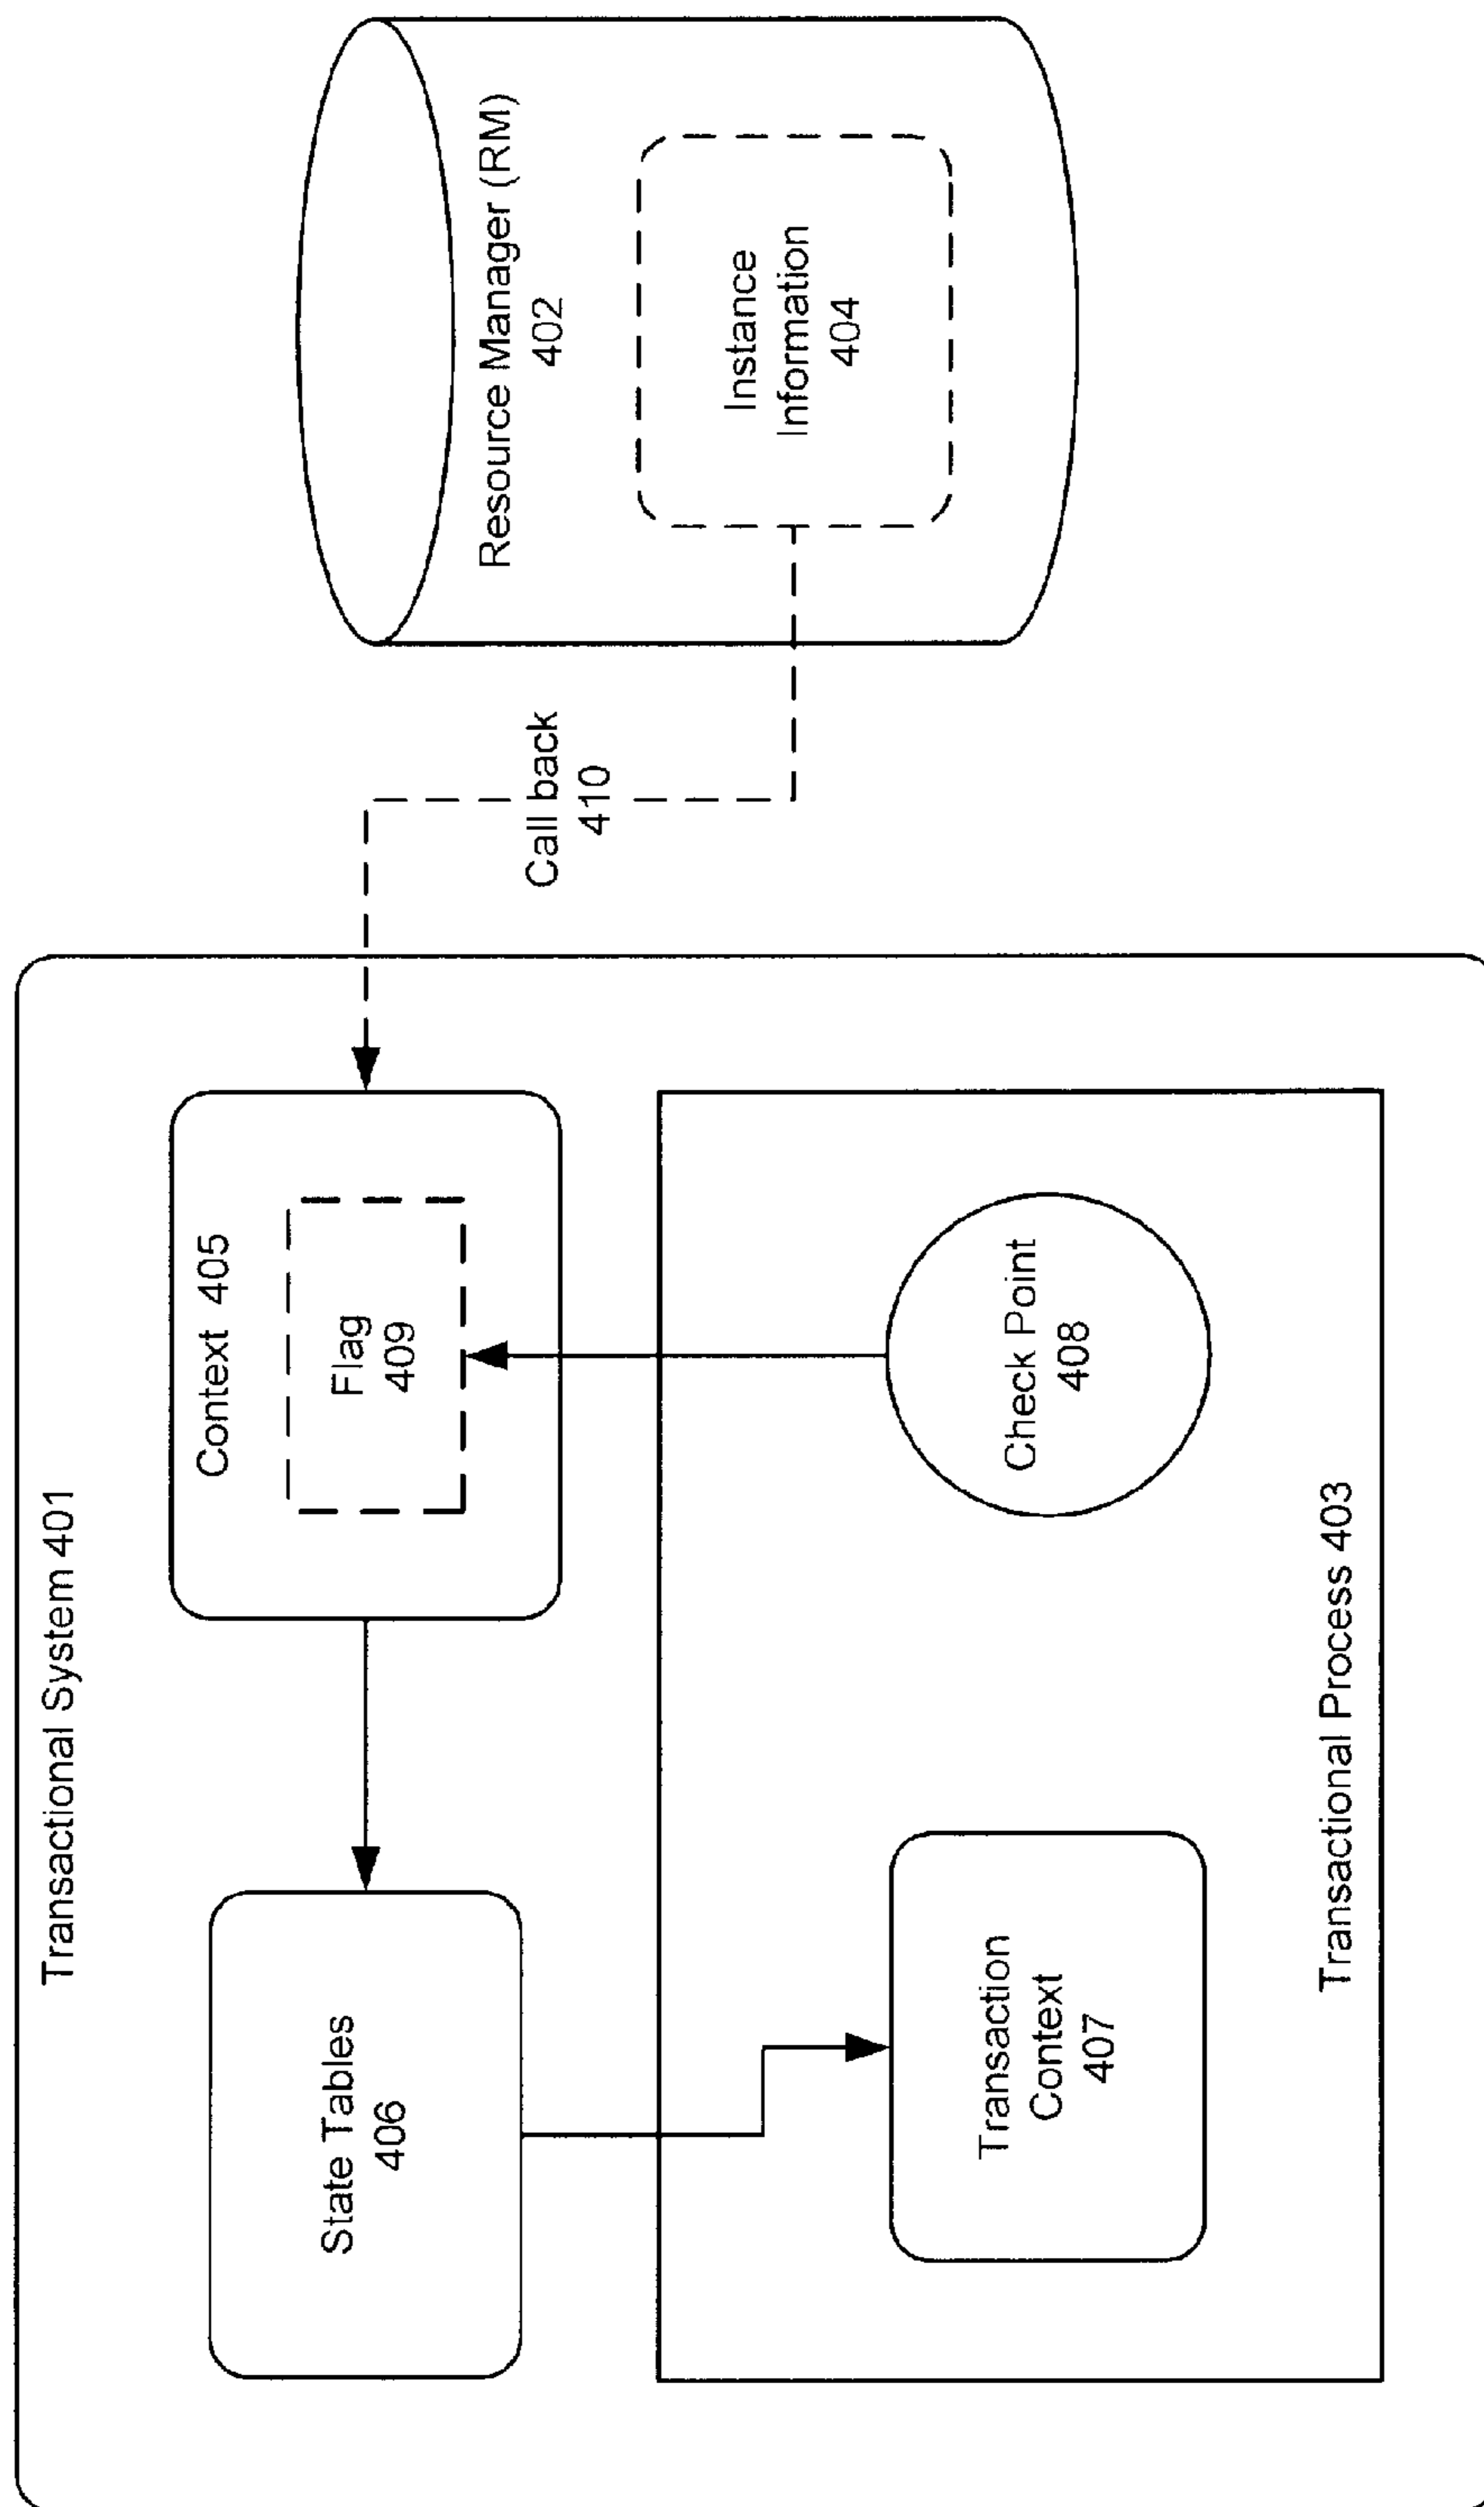 Transactional System 401
State Tables
406
Context 405
Flag
409
Transaction
Context
407
Check Point
408
Transactional Process 403
Call back
410
Resource Manager (RM)
402
Instance
Information
404